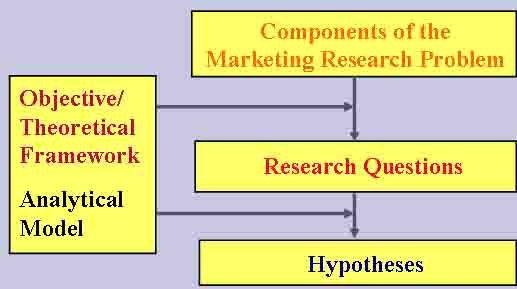 Components of the
Marketing Research Problem
Objective/
Theoretical
Framework
Analytical
Model
Research Questions
Hypotheses